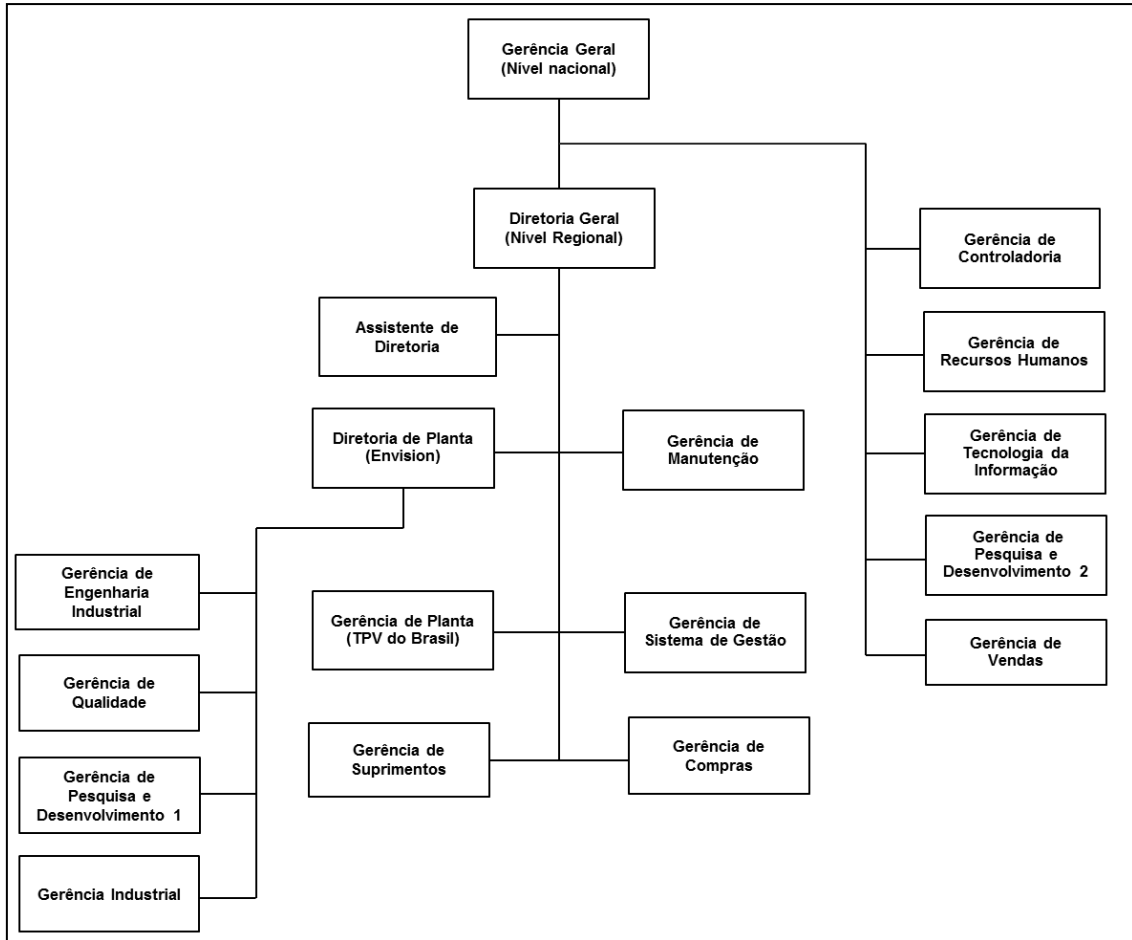 Gerência Geral
(Nível nacional)
Diretoria Geral
(Nível Regional)
Gerência de
Controladoria
Assistente de
Diretoria
Gerência de
Recursos Humanos
Diretoria de Planta
(Envision)
Gerência de
Manutenção
Gerência de
Tecnologia da
Informação
Gerência de
Pesquisa e
Desenvolvimento 2
Gerência de
Engenharia
Industrial
Gerência de Planta
(TPV do Brasil)
Gerência de
Sistema de Gestão
Gerência de
Vendas
Gerência de
Qualidade
Gerência de
Suprimentos
Gerência de
Compras
Gerência de
Pesquisa e
Desenvolvimento 1
Gerência Industrial